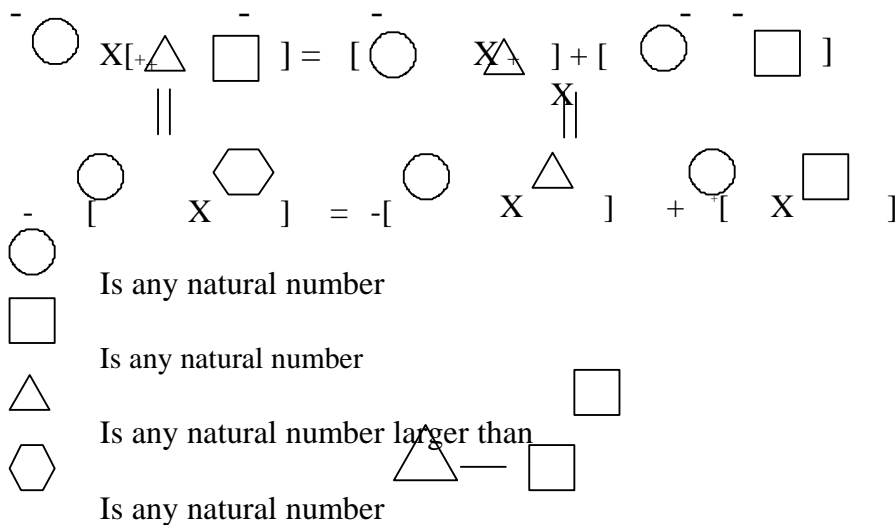 - - - - -
X[++ ] = [ X + ] + [ ]
X
- [ X ] = -[ X ] + +[ X ]
Is any natural number
Is any natural number
Is any natural number larger than
Is any natural number